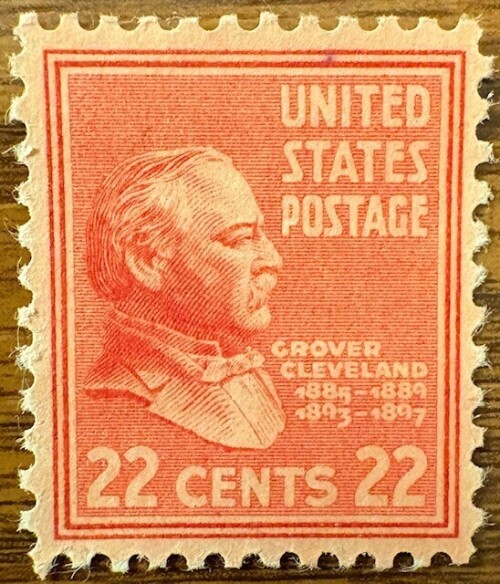 UNITED
STATES
POSTAGE
GROVER
CLEVELAND
1885-1889
1893-1897
22 CENTS 22